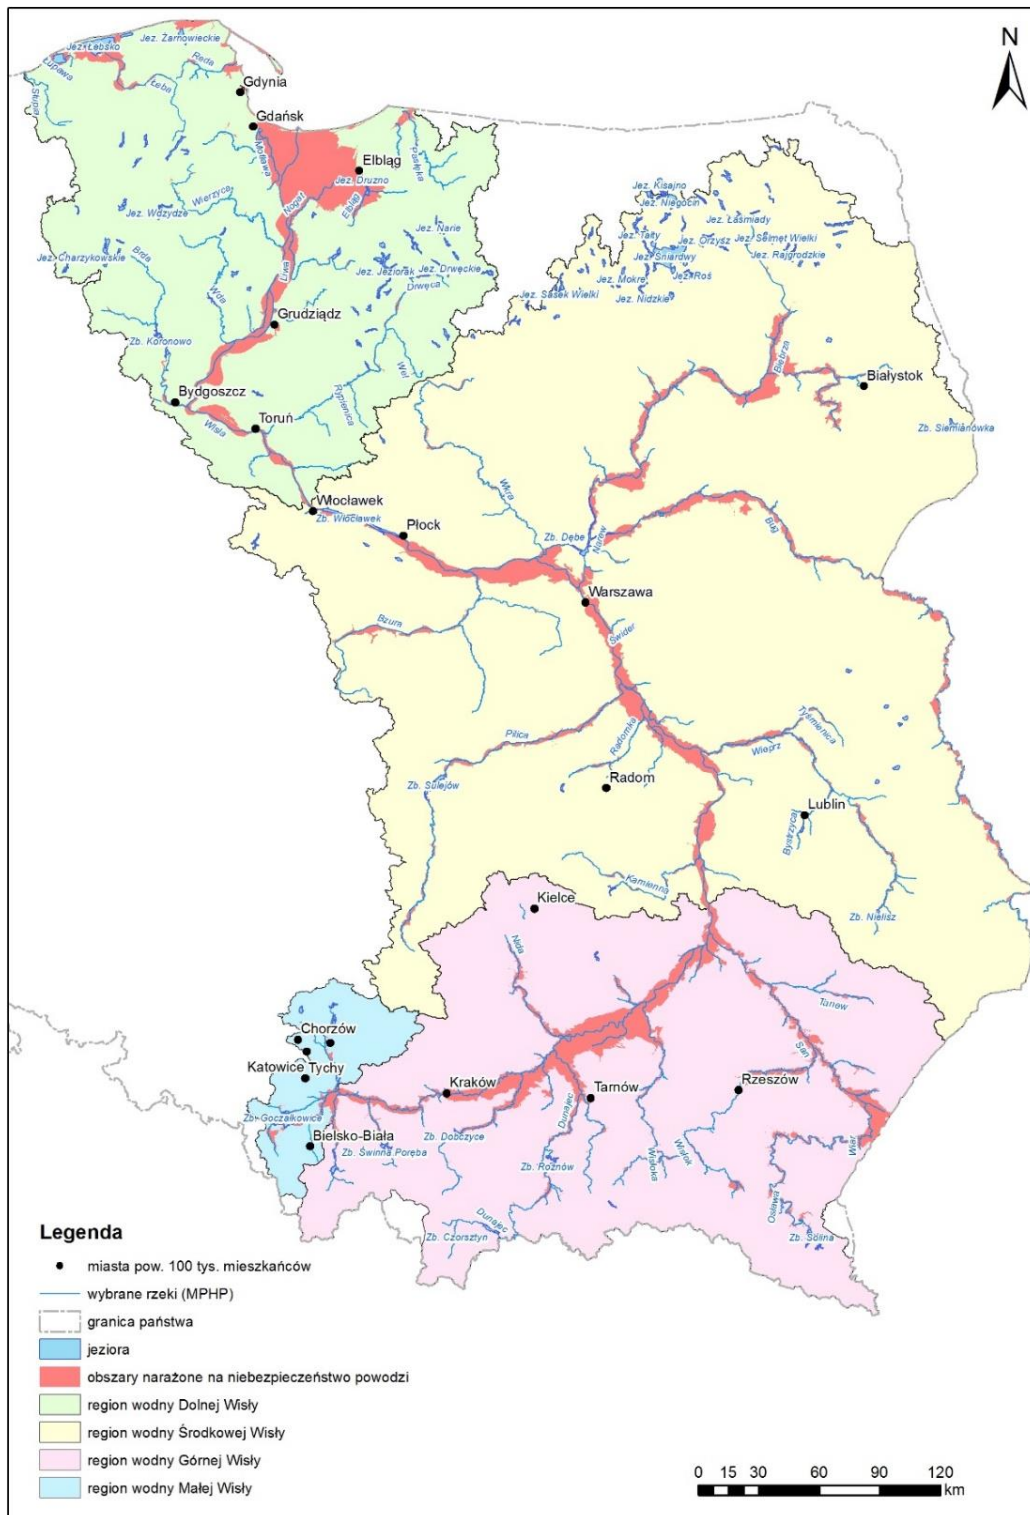 N
Jez. Żarnowieckie
Jez. Łebsko
Łupawa
Łeba
Reda
Słupia
Gdynia
Gdańsk
Motława
Elbląg
Jez. Druzno
Pasłęka
Wierzyca
Nogat
Elbląg
Jez. Wdzydze
Jez. Narie
Jez. Charzykowskie
Brda
Liwa
Jez. Jeziorak
Jez. Drwęckie
Drwęca
Wda
Grudziądz
Zb. Koronowo
Wel
Bydgoszcz
Rypienica
Toruń
Wisła
Jez. Kisajno
Jez. Niegocin
Jez. Łaśmiady
Jez. Tałty
Jez. Orzysz
Jez. Selmęt Wielki
Jez. Śniardwy
Jez. Rajgrodzkie
Jez. Mokre
Jez. Roś
Jez. Sasek Wielki
Jez. Nidzkie
Biebrza
Białystok
Zb. Siemianówka
Włocławek
Zb. Włocławek
Wkra
Płock
Zb. Dębe
Narew
Bug
Warszawa
Bzura
Świder
Pilica
Radomka
Tyśmienica
Wieprz
Zb. Sulejów
Radom
Lublin
Bystrzyca
Kamienna
Zb. Nielisz
Kielce
Nida
Tanew
Chorzów
San
Katowice
Tychy
Kraków
Tarnów
Rzeszów
Zb. Goczałkowice
Dunajec
Bielsko-Biała
Zb. Dobczyce
Zb. Świnna Poręba
Wisłoka
Wisłok
Wiar
Zb. Rożnów
Osława
Dunajec
Zb. Czorsztyn
Zb. Solina
Legenda
miasta pow. 100 tys. mieszkańców
wybrane rzeki (MPHP)
granica państwa
jeziora
obszary narażone na niebezpieczeństwo powodzi
region wodny Dolnej Wisły
region wodny Środkowej Wisły
region wodny Górnej Wisły
region wodny Małej Wisły
0 15 30 60 90 120
km